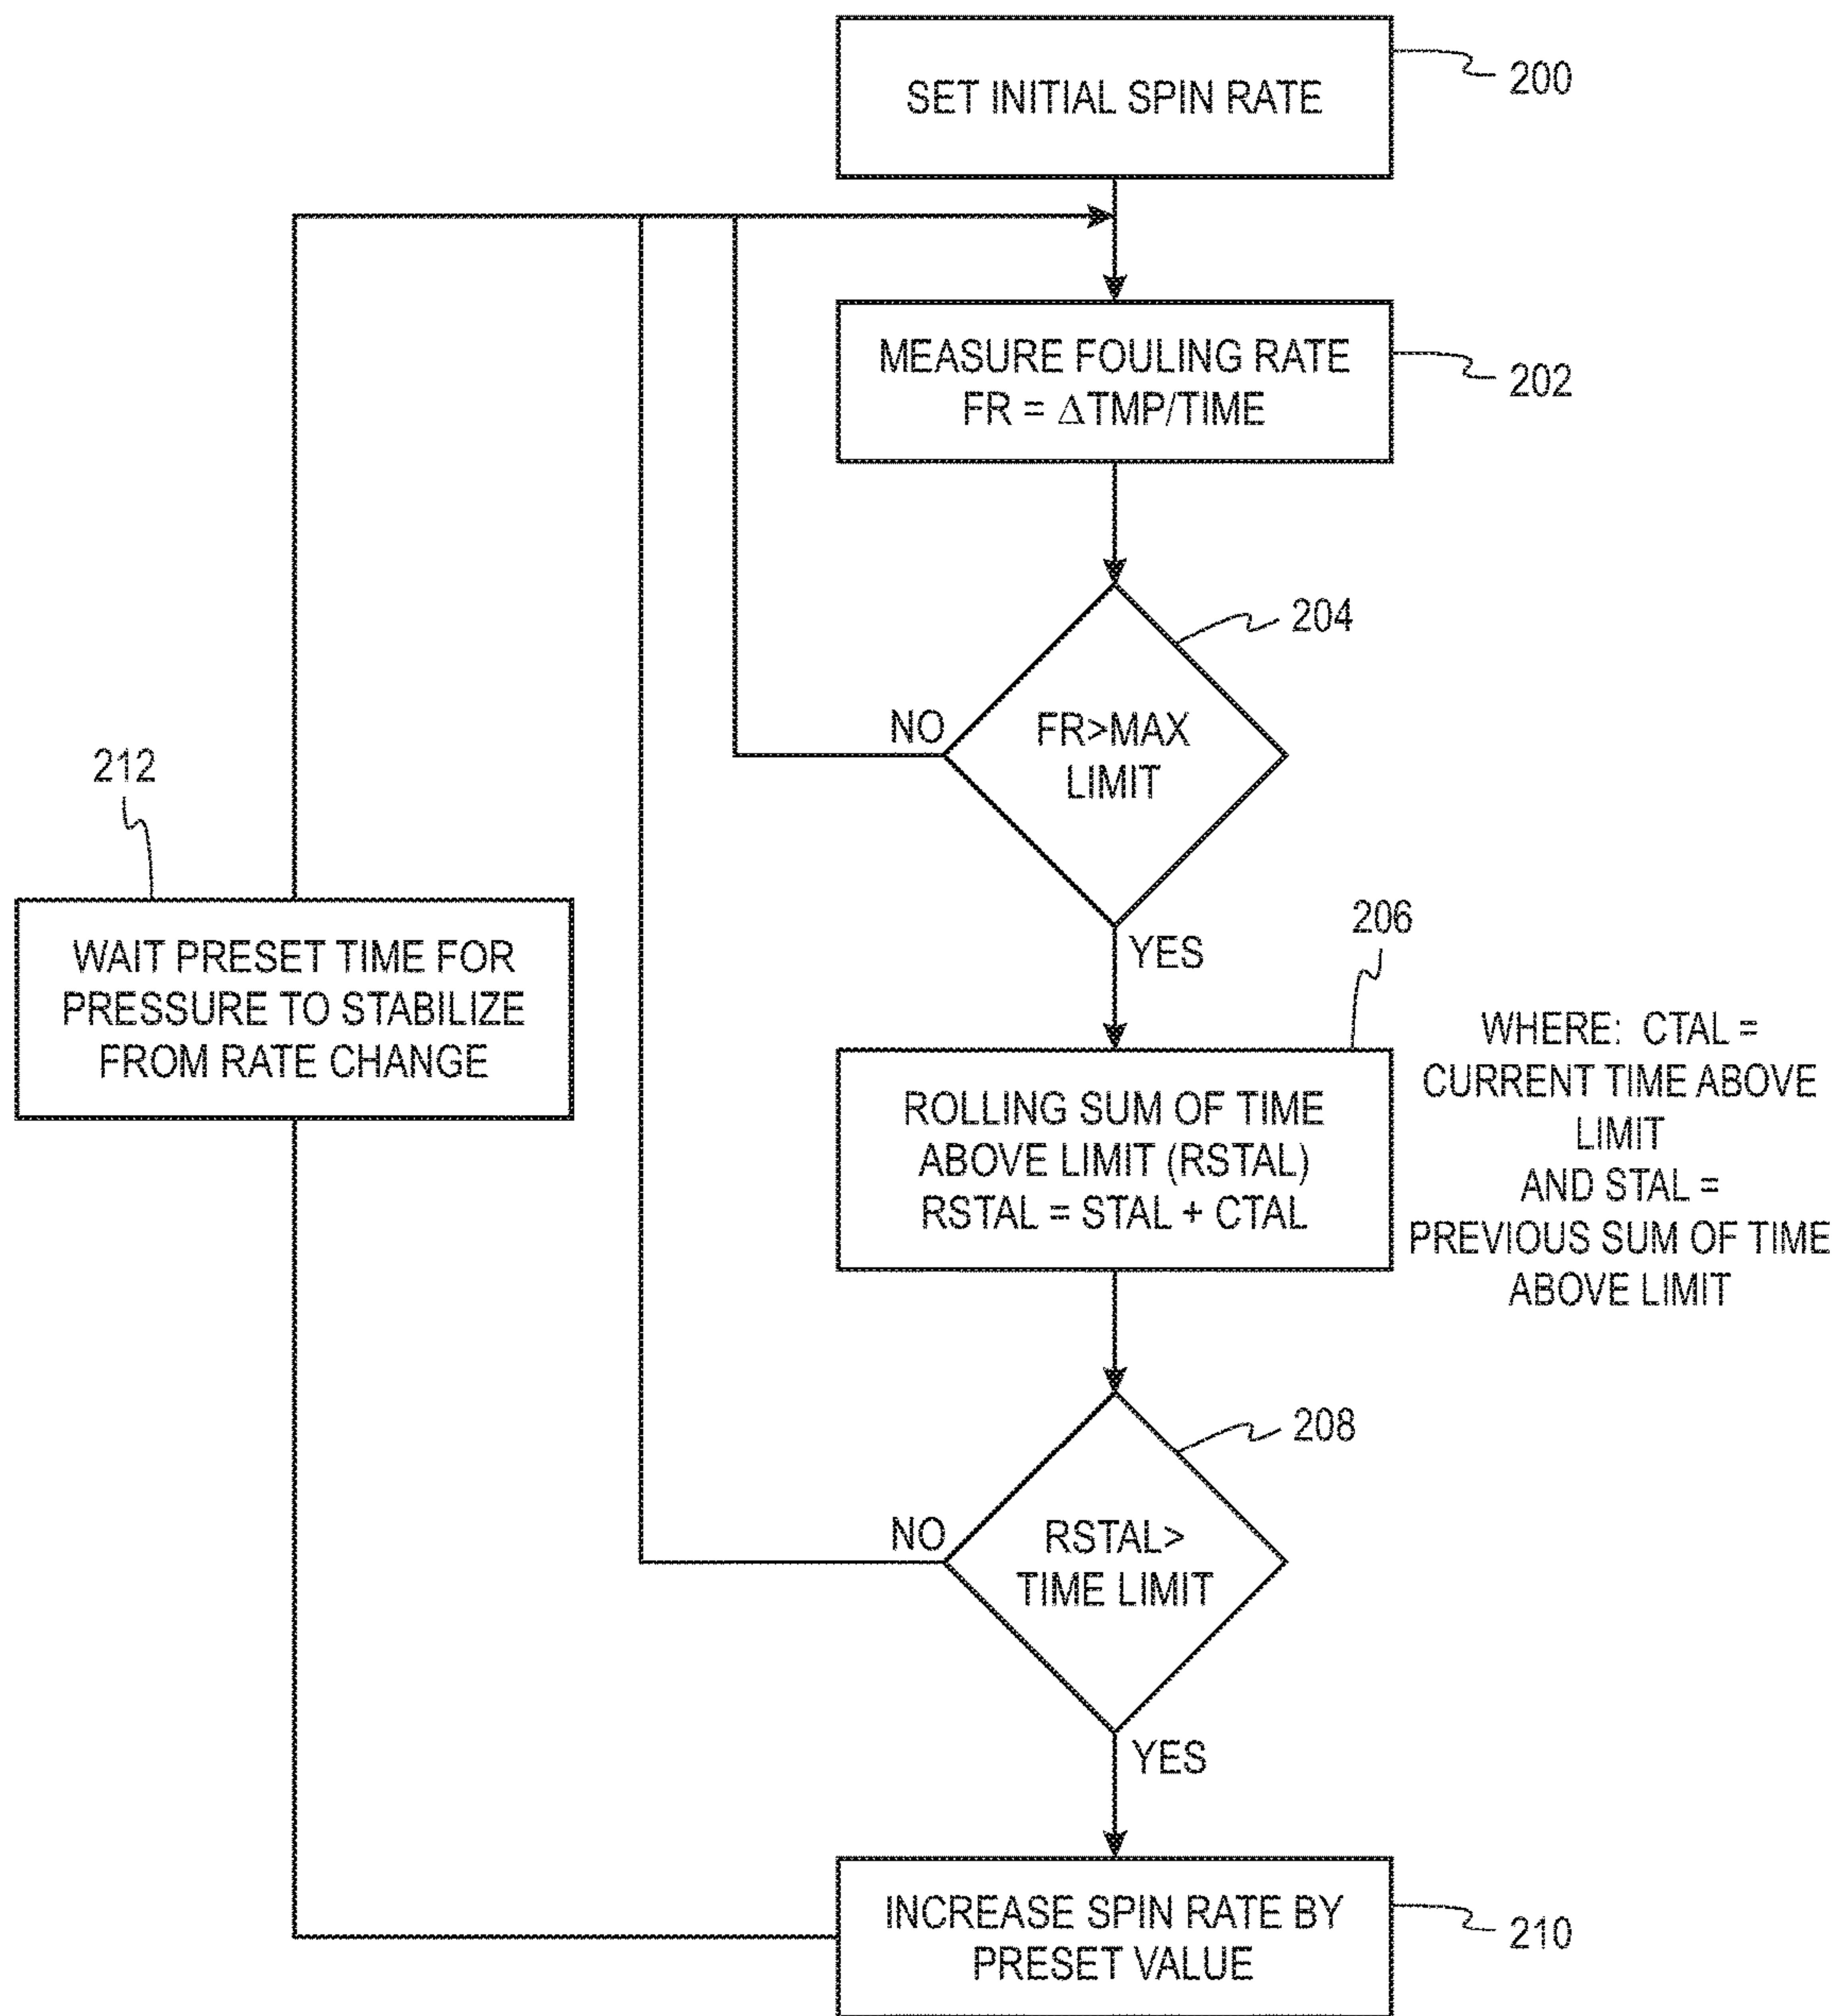 SET INITIAL SPIN RATE
200
MEASURE FOULING RATE
FR = ΔTMP/TIME
202
204
FR>MAX
LIMIT
NO
YES
212
WAIT PRESET TIME FOR
PRESSURE TO STABILIZE
FROM RATE CHANGE
206
ROLLING SUM OF TIME
ABOVE LIMIT (RSTAL)
RSTAL = STAL + CTAL
WHERE: CTAL =
CURRENT TIME ABOVE
LIMIT
AND STAL =
PREVIOUS SUM OF TIME
ABOVE LIMIT
208
RSTAL>
TIME LIMIT
NO
YES
INCREASE SPIN RATE BY
PRESET VALUE
210